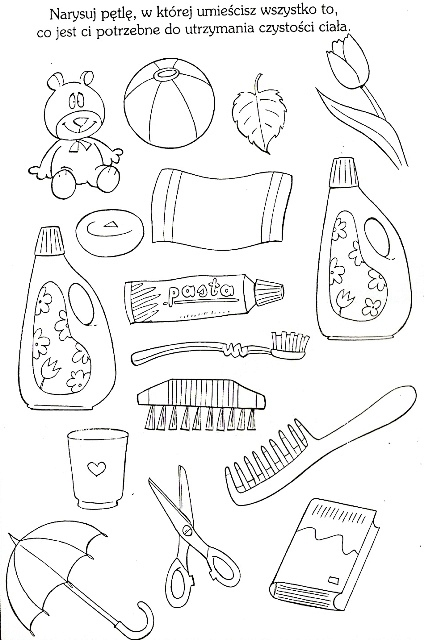 Narysuj pętlę, w której umieścisz wszystko to,
co jest ci potrzebne do utrzymania czystości ciała.
pasta